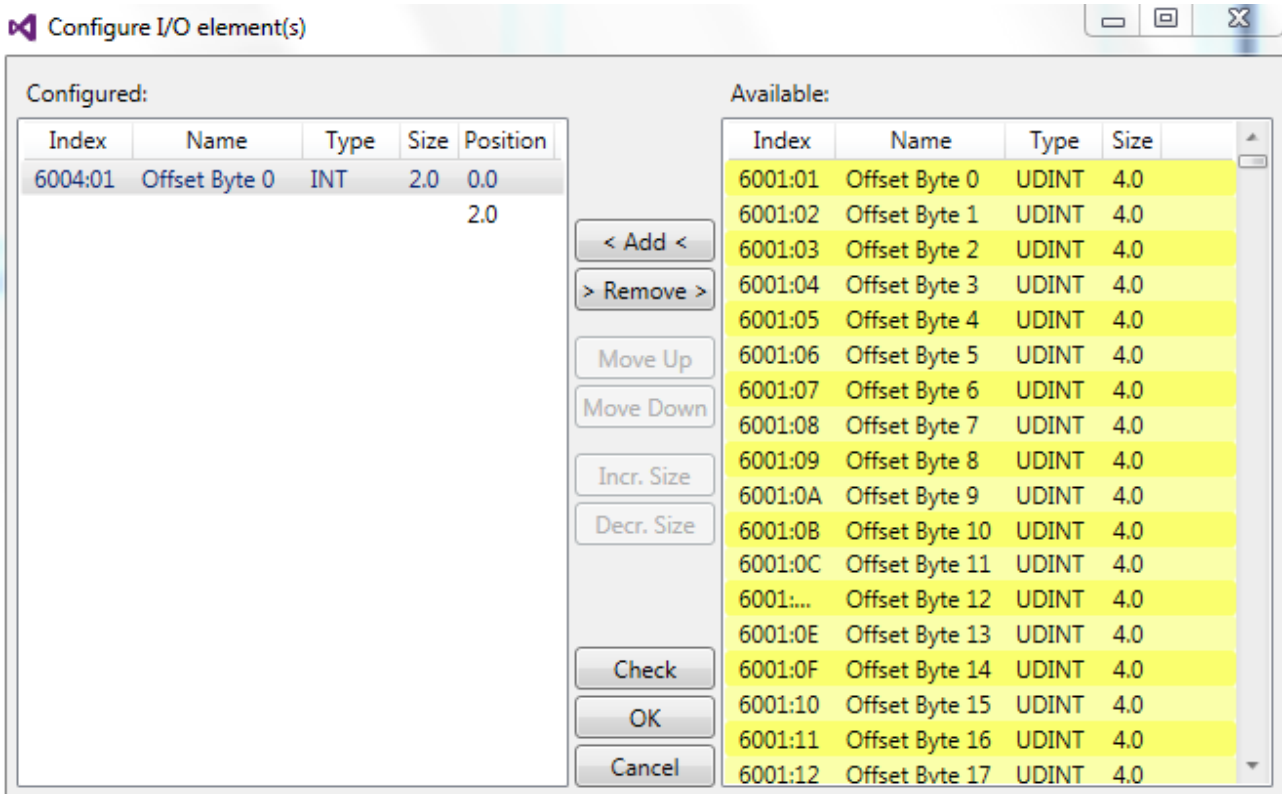 Configure I/O element(s)
Configured:
Index Name Type Size Position
6004:01 Offset Byte 0 INT 2.0 0.0
2.0
< Add <
> Remove >
Move Up
Move Down
Incr. Size
Decr. Size
Check
OK
Cancel
Available:
Index Name Type Size
6001:01 Offset Byte 0 UDINT 4.0
6001:02 Offset Byte 1 UDINT 4.0
6001:03 Offset Byte 2 UDINT 4.0
6001:04 Offset Byte 3 UDINT 4.0
6001:05 Offset Byte 4 UDINT 4.0
6001:06 Offset Byte 5 UDINT 4.0
6001:07 Offset Byte 6 UDINT 4.0
6001:08 Offset Byte 7 UDINT 4.0
6001:09 Offset Byte 8 UDINT 4.0
6001:0A Offset Byte 9 UDINT 4.0
6001:0B Offset Byte 10 UDINT 4.0
6001:0C Offset Byte 11 UDINT 4.0
6001:... Offset Byte 12 UDINT 4.0
6001:0E Offset Byte 13 UDINT 4.0
6001:0F Offset Byte 14 UDINT 4.0
6001:10 Offset Byte 15 UDINT 4.0
6001:11 Offset Byte 16 UDINT 4.0
6001:12 Offset Byte 17 UDINT 4.0